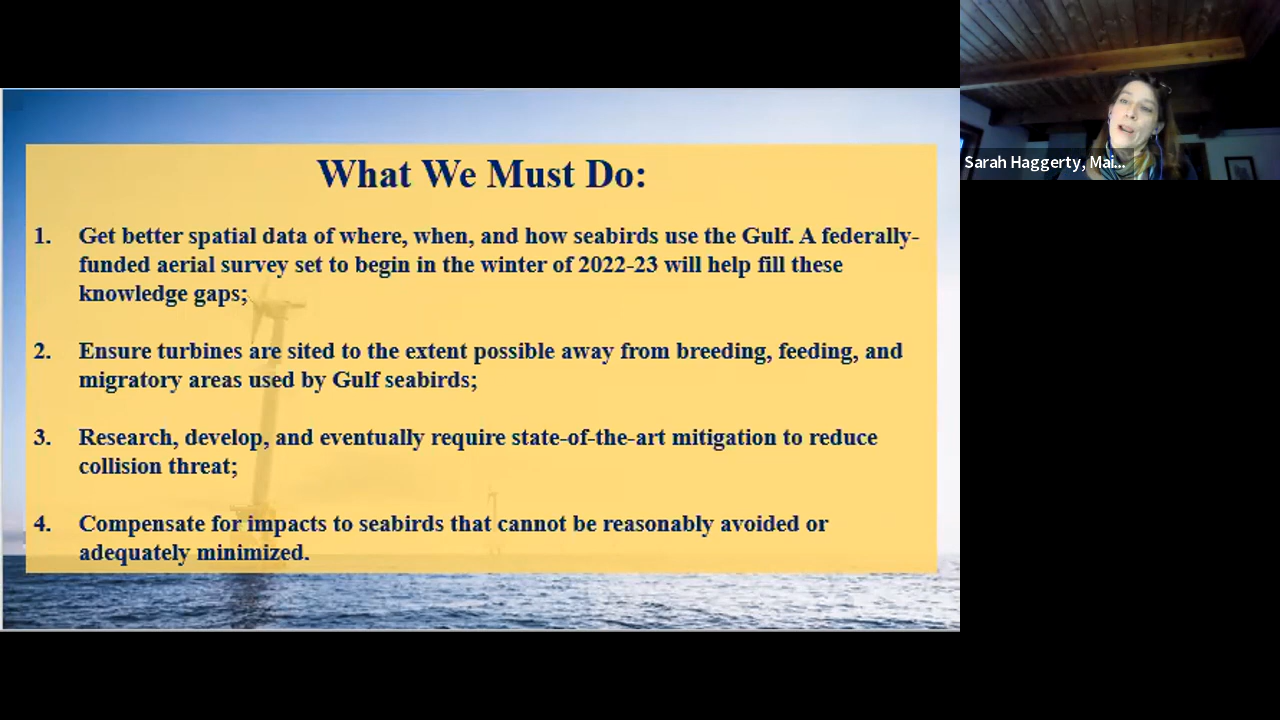 What We Must Do:
1. Get better spatial data of where, when, and how seabirds use the Gulf. A federally-
funded aerial survey set to begin in the winter of 2022-23 will help fill these
knowledge gaps;
2. Ensure turbines are sited to the extent possible away from breeding, feeding, and
migratory areas used by Gulf seabirds;
3. Research, develop, and eventually require state-of-the-art mitigation to reduce
collision threat;
4. Compensate for impacts to seabirds that cannot be reasonably avoided or
adequately minimized.
Sarah Haggerty, Mai...